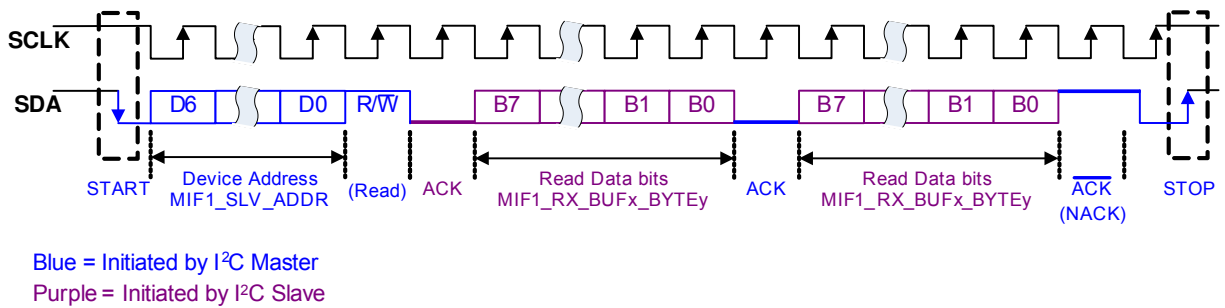 SCLK
SDA
D6 D0 R/W̅ B7 B1 B0 B7 B1 B0
START
Device Address
MIF1_SLV_ADDR
(Read)
ACK
Read Data bits
MIF1_RX_BUFx_BYTEy
ACK
Read Data bits
MIF1_RX_BUFx_BYTEy
A̅C̅K̅
(NACK)
STOP
Blue = Initiated by I²C Master
Purple = Initiated by I²C Slave